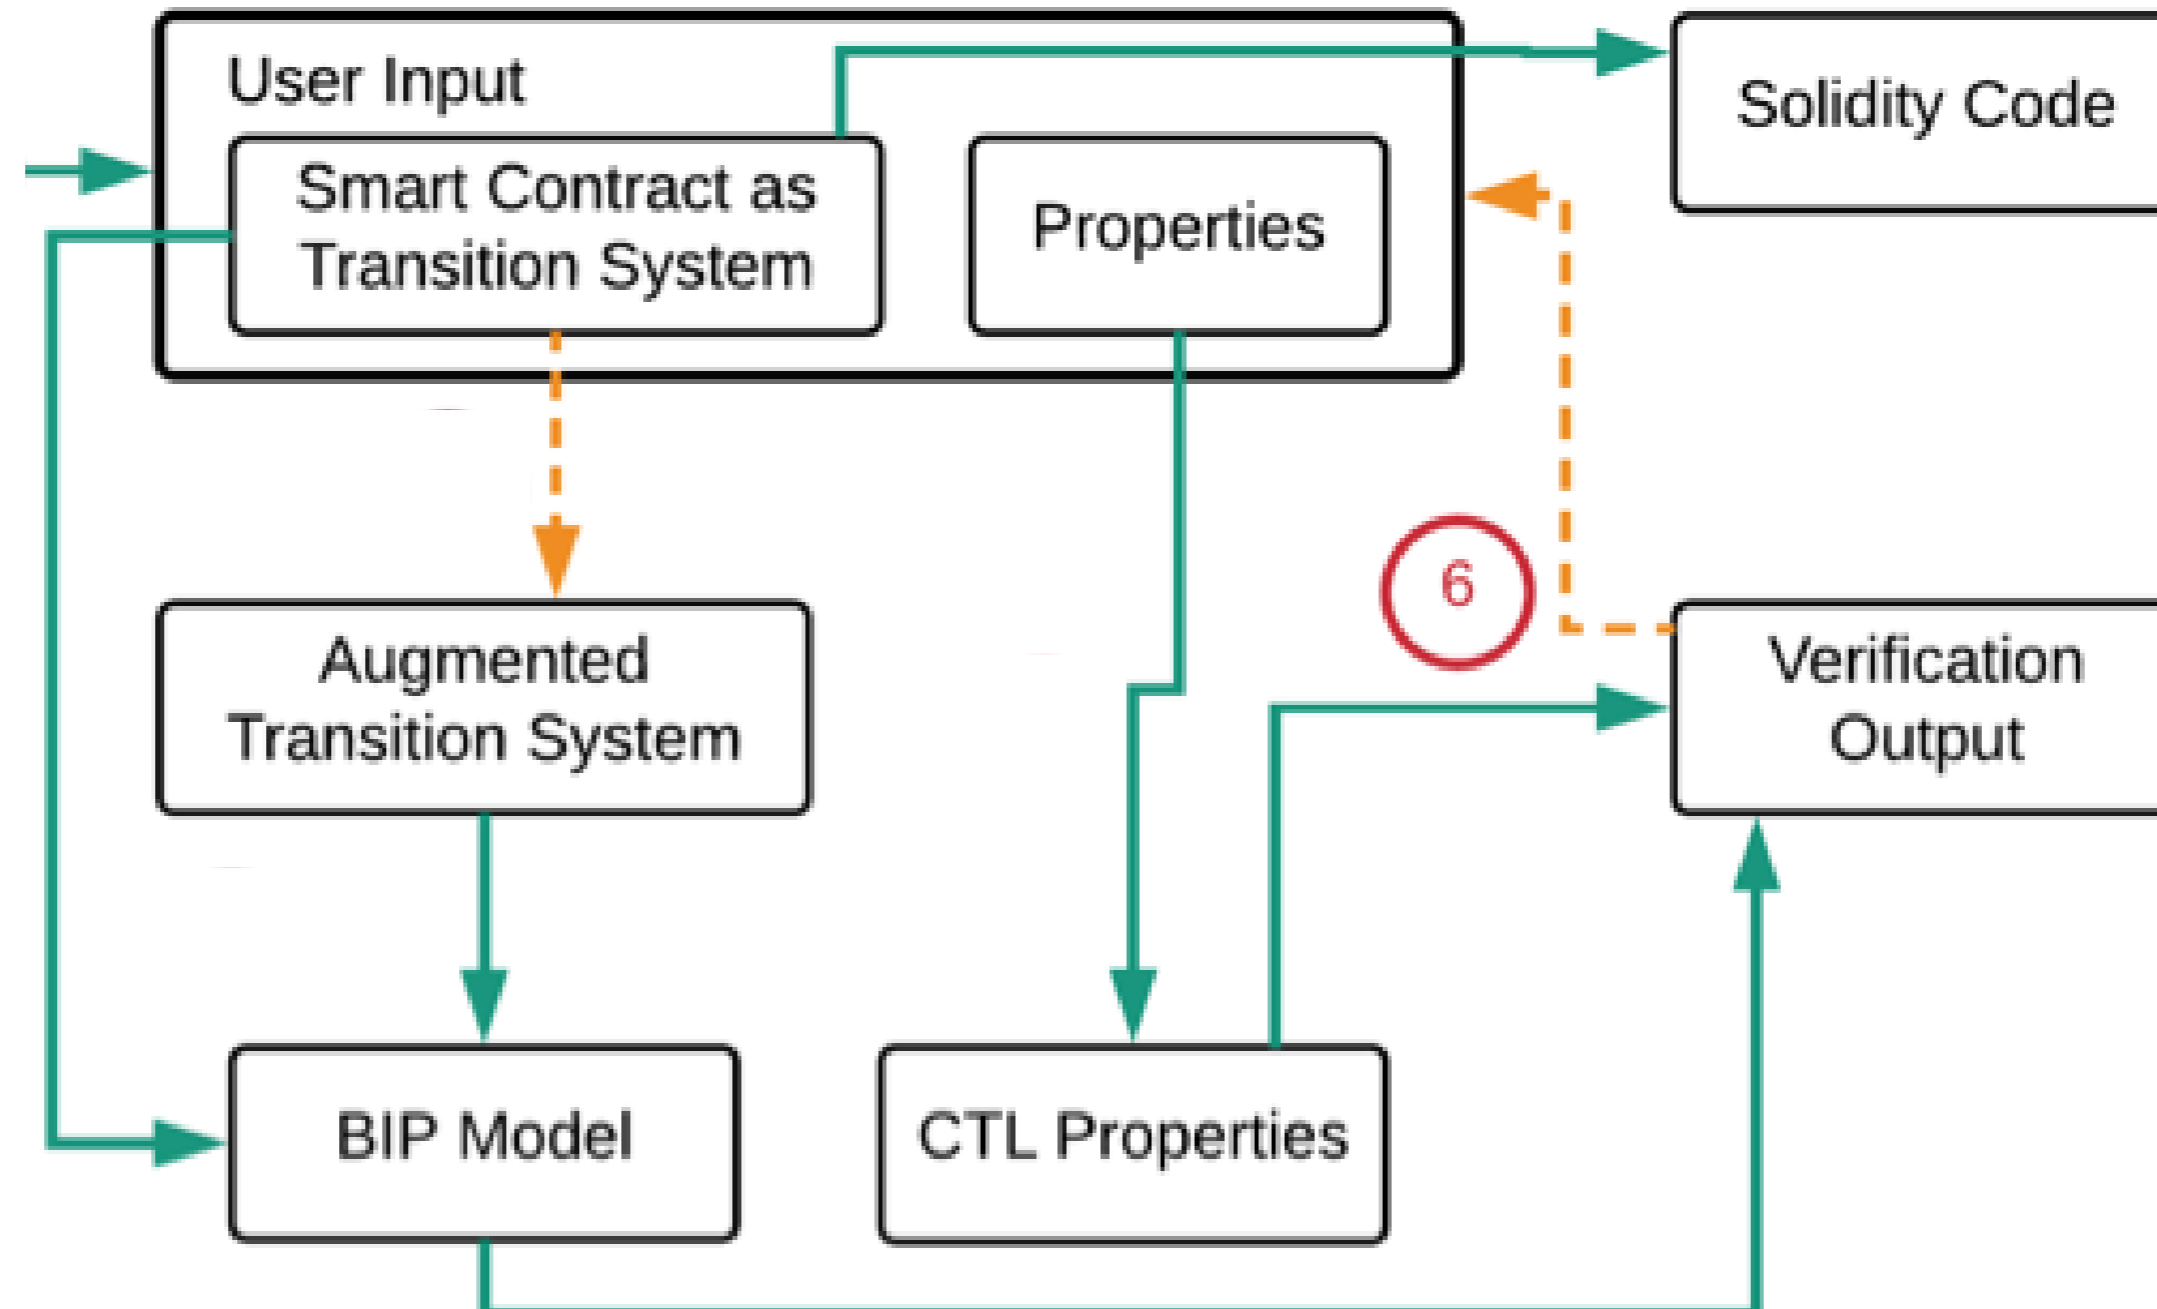 User Input
Smart Contract as
Transition System
Properties
Solidity Code
6
Augmented
Transition System
Verification
Output
BIP Model
CTL Properties